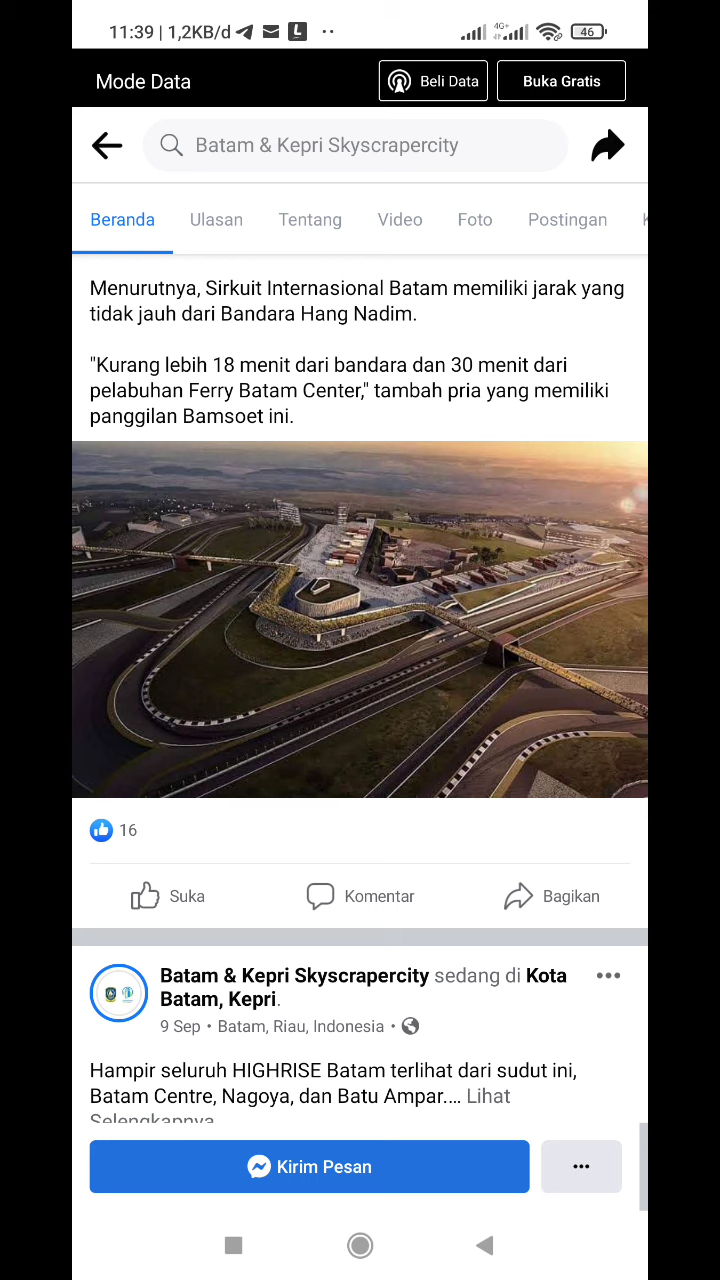 11:39 | 1,2KB/d
4G+
46
Mode Data
Beli Data
Buka Gratis
Batam & Kepri Skyscrapercity
Beranda Ulasan Tentang Video Foto Postingan
Menurutnya, Sirkuit Internasional Batam memiliki jarak yang
tidak jauh dari Bandara Hang Nadim.
"Kurang lebih 18 menit dari bandara dan 30 menit dari
pelabuhan Ferry Batam Center," tambah pria yang memiliki
panggilan Bamsoet ini.
16
Suka Komentar Bagikan
Batam & Kepri Skyscrapercity sedang di Kota
Batam, Kepri.
9 Sep • Batam, Riau, Indonesia •
Hampir seluruh HIGHRISE Batam terlihat dari sudut ini,
Batam Centre, Nagoya, dan Batu Ampar.... Lihat
Selengkapnya
Kirim Pesan